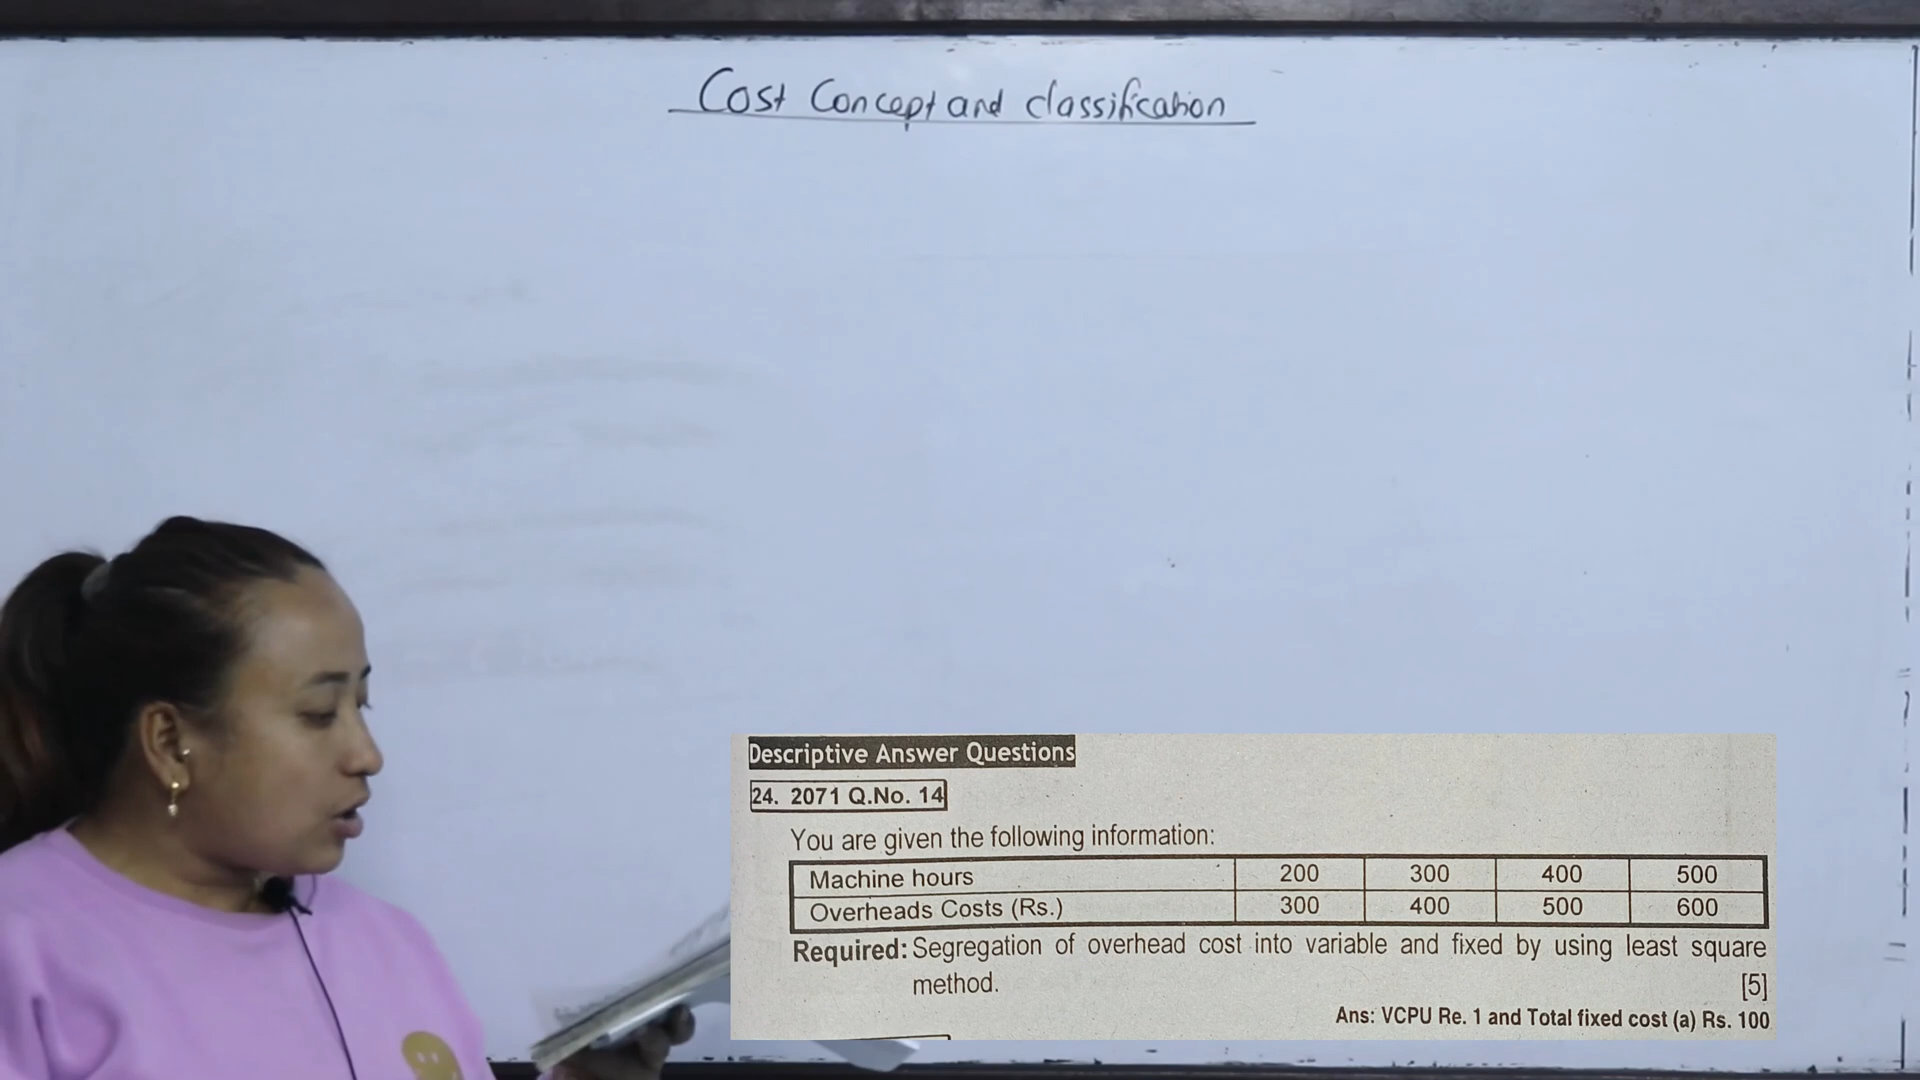 Cost Concept and classification
Descriptive Answer Questions
24. 2071 Q.No. 14
You are given the following information:
Machine hours 200 300 400 500
Overheads Costs (Rs.) 300 400 500 600
Required: Segregation of overhead cost into variable and fixed by using least square
method. [5]
Ans: VCPU Re. 1 and Total fixed cost (a) Rs. 100